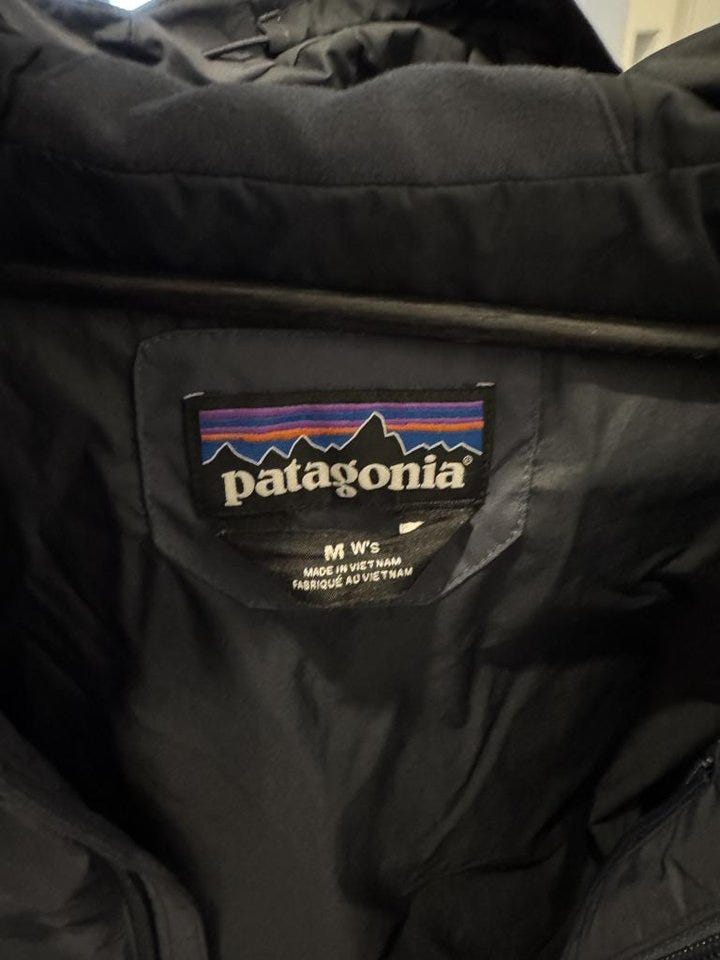 patagonia®
M W's
MADE IN VIETNAM
FABRIQUÉ AU VIETNAM